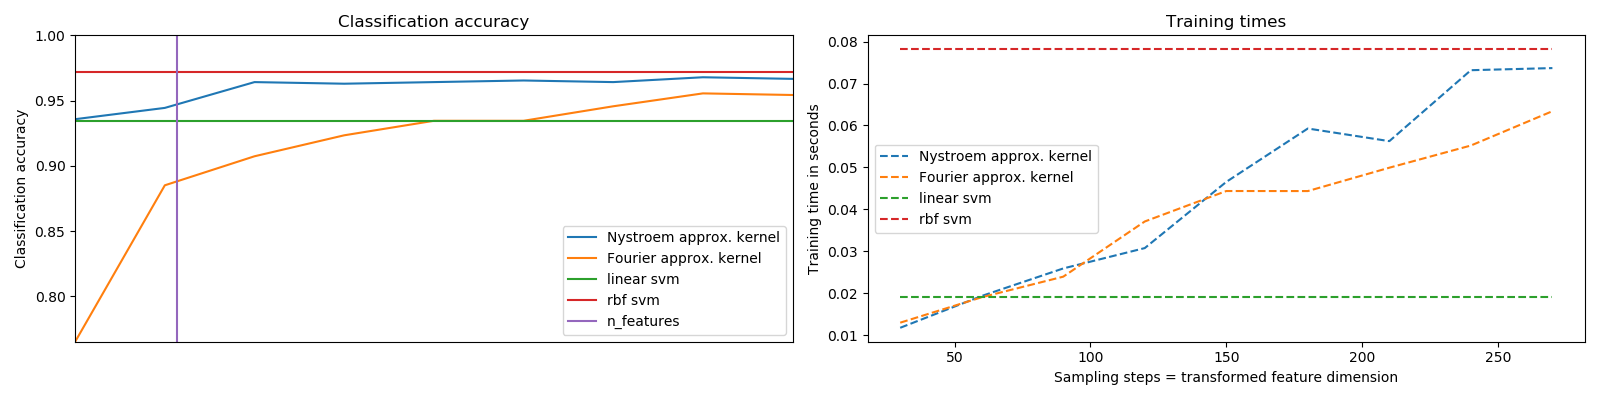 Classification accuracy
1.00
0.95
0.90
0.85
0.80
Classification accuracy
Nystroem approx. kernel
Fourier approx. kernel
linear svm
rbf svm
n_features
Training times
0.08
0.07
0.06
0.05
0.04
0.03
0.02
0.01
Training time in seconds
Nystroem approx. kernel
Fourier approx. kernel
linear svm
rbf svm
50 100 150 200 250
Sampling steps = transformed feature dimension